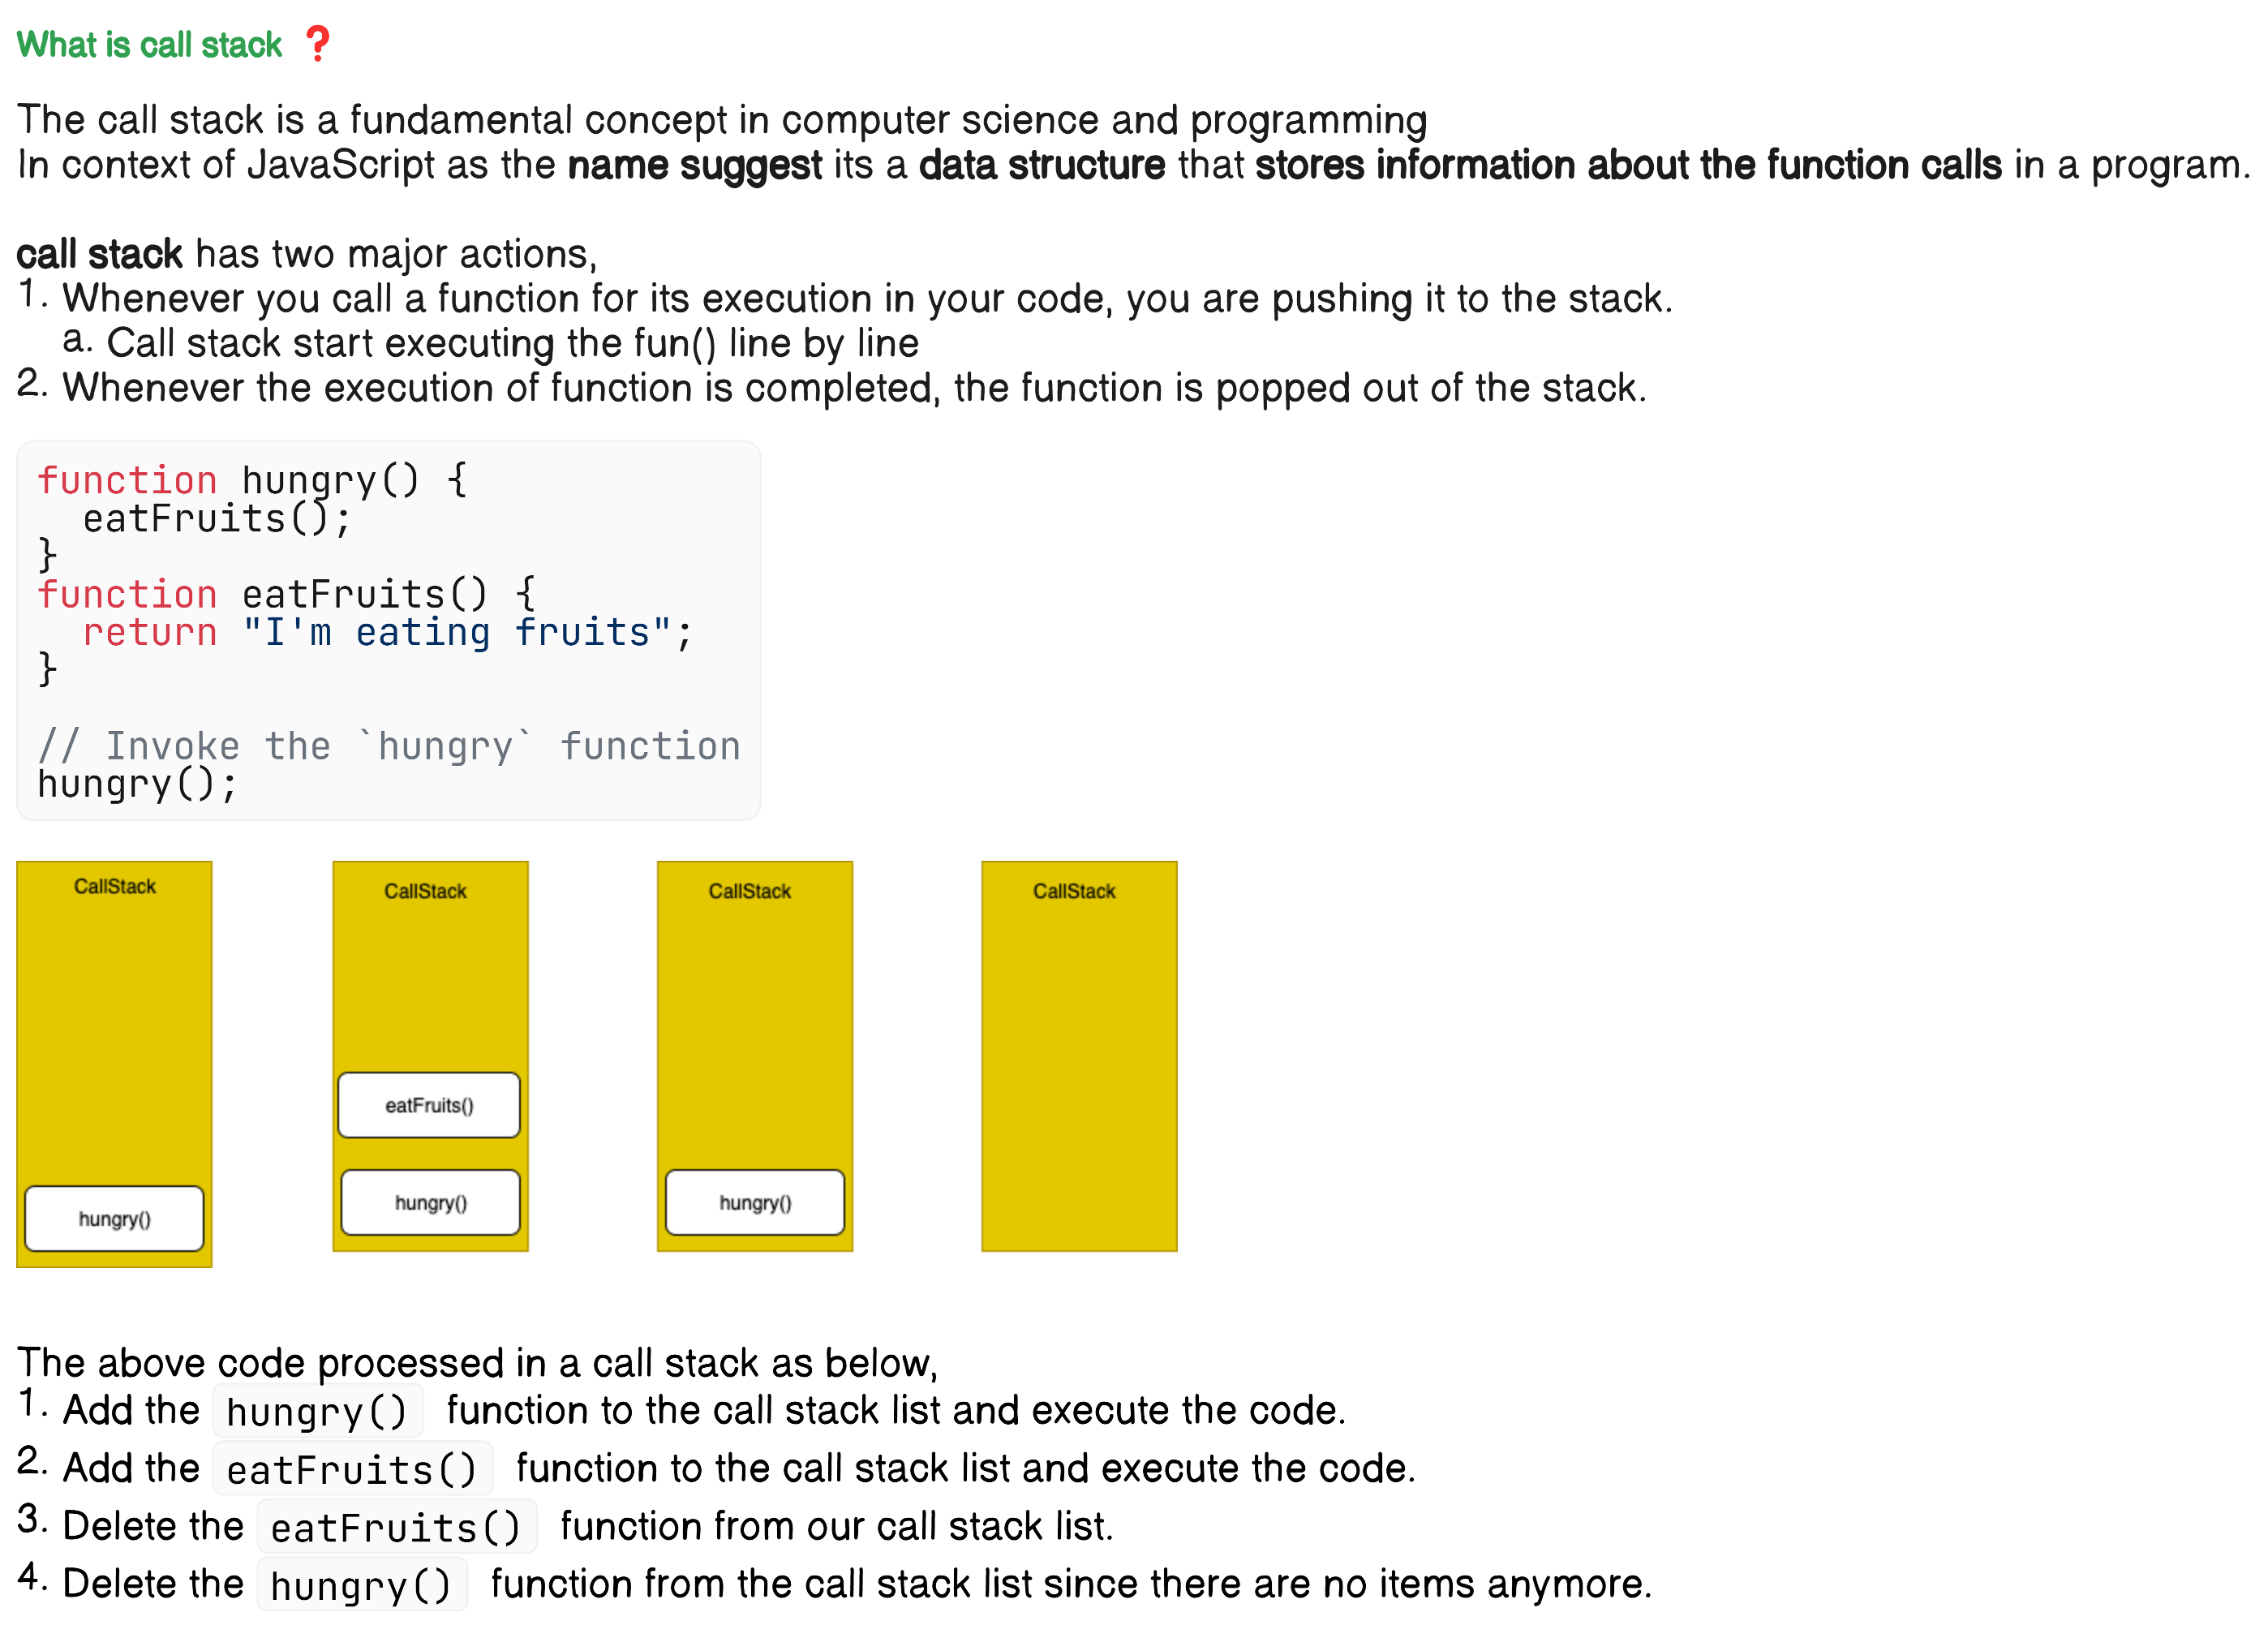 What is call stack ❓
The call stack is a fundamental concept in computer science and programming
In context of JavaScript as the name suggest its a data structure that stores information about the function calls in a program.
call stack has two major actions,
1. Whenever you call a function for its execution in your code, you are pushing it to the stack.
a. Call stack start executing the fun() line by line
2. Whenever the execution of function is completed, the function is popped out of the stack.
function hungry() {
  eatFruits();
}
function eatFruits() {
  return "I'm eating fruits";
}
// Invoke the `hungry` function
hungry();
CallStack
hungry()
CallStack
eatFruits()
hungry()
CallStack
hungry()
CallStack
The above code processed in a call stack as below,
1. Add the hungry() function to the call stack list and execute the code.
2. Add the eatFruits() function to the call stack list and execute the code.
3. Delete the eatFruits() function from our call stack list.
4. Delete the hungry() function from the call stack list since there are no items anymore.